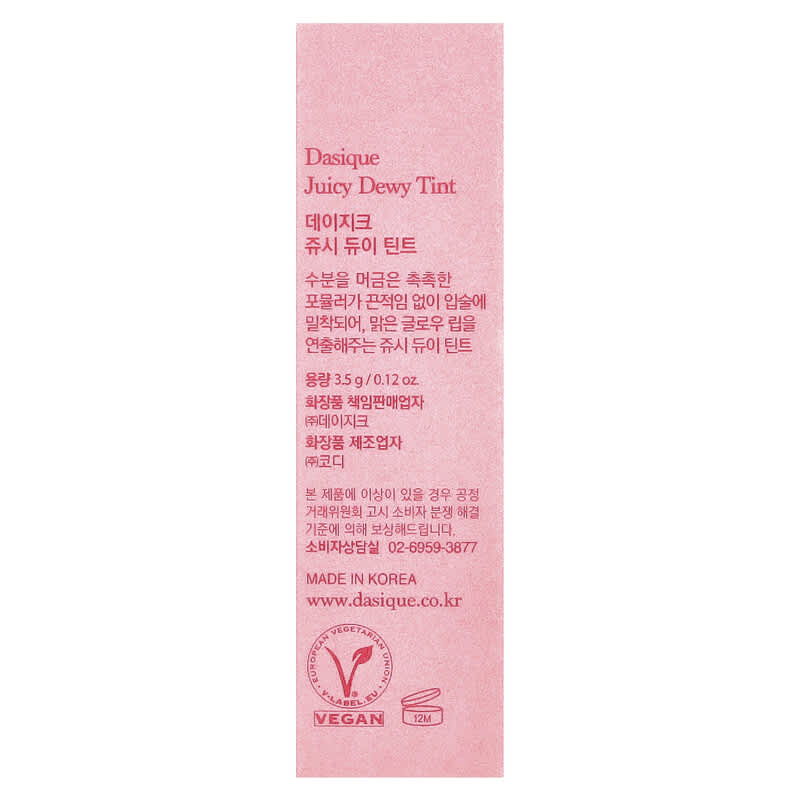 Dasique
Juicy Dewy Tint
데이지크
쥬시 듀이 틴트
수분을 머금은 촉촉한
포뮬러가 끈적임 없이 입술에
밀착되어, 맑은 글로우 립을
연출해주는 쥬시 듀이 틴트
용량 3.5 g / 0.12 oz.
화장품 책임판매업자
㈜데이지크
화장품 제조업자
㈜코디
본 제품에 이상이 있을 경우 공정
거래위원회 고시 소비자 분쟁 해결
기준에 의해 보상해드립니다.
소비자상담실 02-6959-3877
MADE IN KOREA
www.dasique.co.kr
EUROPEAN VEGETARIAN UNION
V-LABEL.EU
®
VEGAN
12M